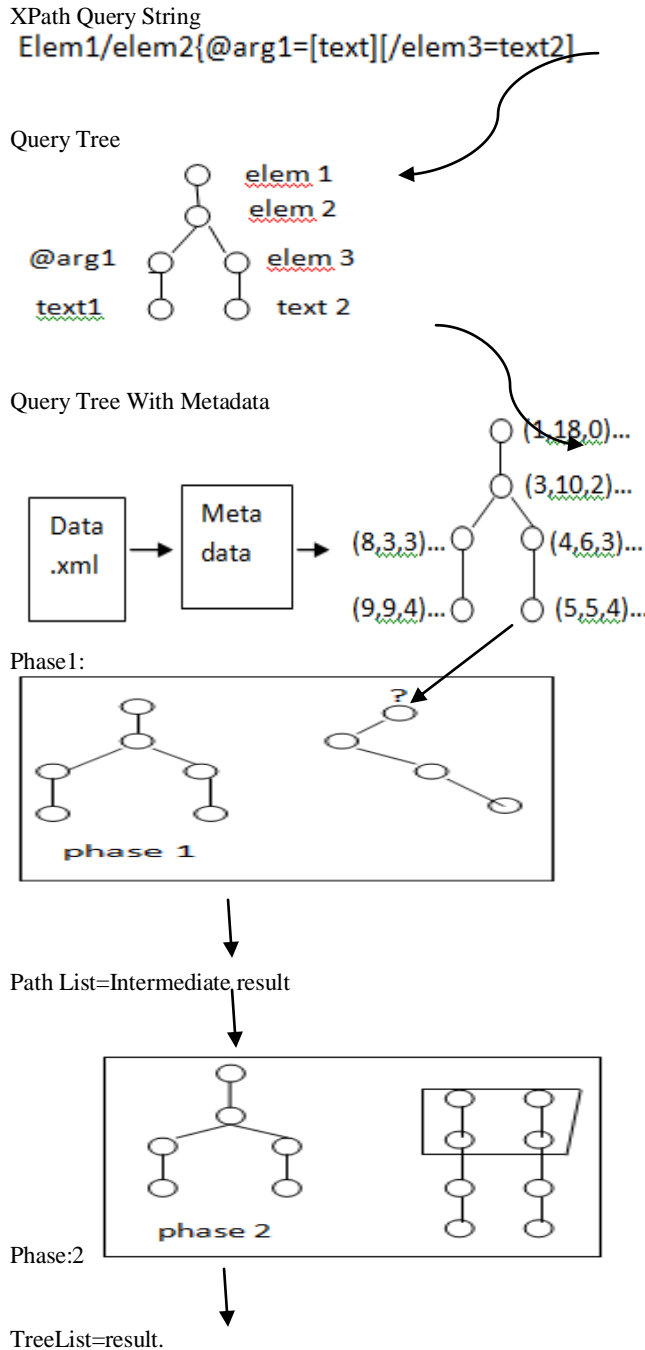 XPath Query String
Elem1/elem2{@arg1=[text][/elem3=text2]
Query Tree
elem 1
elem 2
@arg1 elem 3
text1 text 2
Query Tree With Metadata
(1,18,0)...
(3,10,2)...
Data
.xml
Meta
data
(8,3,3)... (4,6,3)...
(9,9,4)... (5,5,4)...
Phase1:
?
phase 1
Path List=Intermediate result
phase 2
Phase:2
TreeList=result.